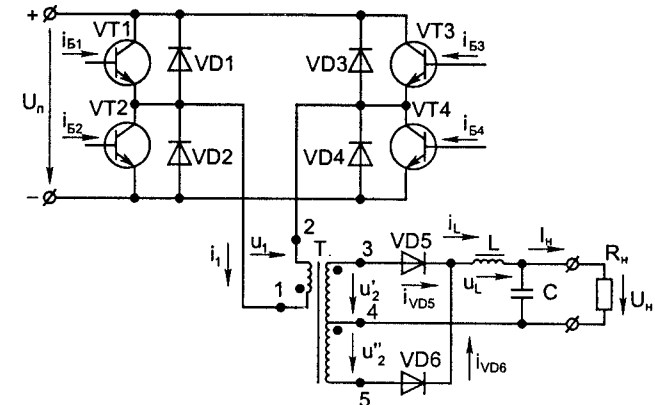 +
VT1
VT3
iБ1
VD1
VD3
iБ3
Uп
VT2
VT4
iБ2
VD2
VD4
iБ4
−
2
i1
u1
T
3
VD5
iL
L
Iн
Rн
1
u'2
iVD5
uL
C
Uн
4
u"2
VD6
iVD6
5